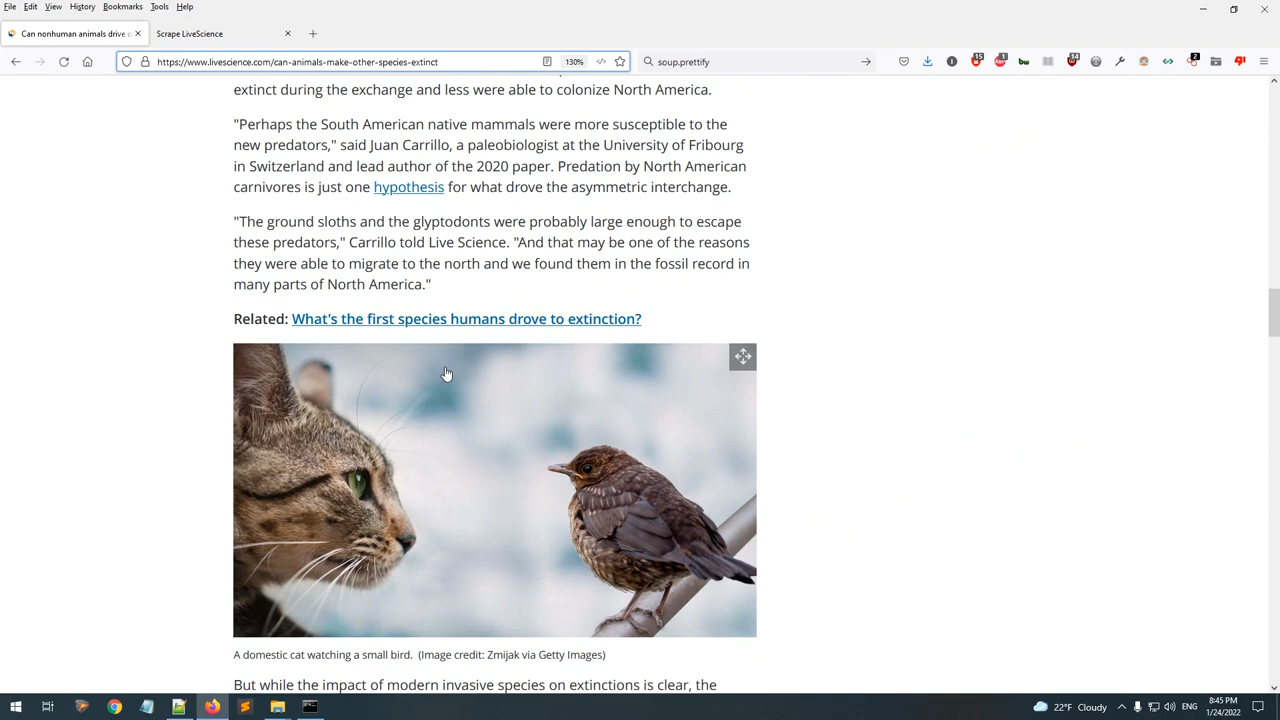 File Edit View History Bookmarks Tools Help
Can nonhuman animals drive
Scrape LiveScience
https://www.livescience.com/can-animals-make-other-species-extinct
130%
soup.prettify
15
1
14
2
extinct during the exchange and less were able to colonize North America.
"Perhaps the South American native mammals were more susceptible to the
new predators," said Juan Carrillo, a paleobiologist at the University of Fribourg
in Switzerland and lead author of the 2020 paper. Predation by North American
carnivores is just one hypothesis for what drove the asymmetric interchange.
"The ground sloths and the glyptodonts were probably large enough to escape
these predators," Carrillo told Live Science. "And that may be one of the reasons
they were able to migrate to the north and we found them in the fossil record in
many parts of North America."
Related: What's the first species humans drove to extinction?
A domestic cat watching a small bird. (Image credit: Zmijak via Getty Images)
But while the impact of modern invasive species on extinctions is clear, the
22°F Cloudy
ENG
8:45 PM
1/24/2022